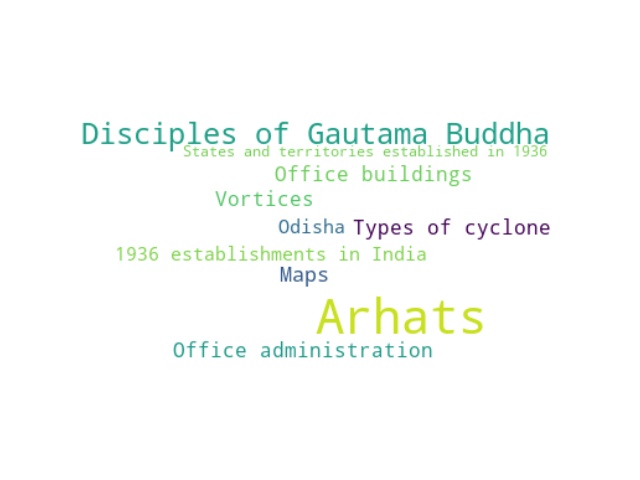 Disciples of Gautama Buddha
States and territories established in 1936
Office buildings
Vortices
Odisha
Types of cyclone
1936 establishments in India
Maps
Arhats
Office administration